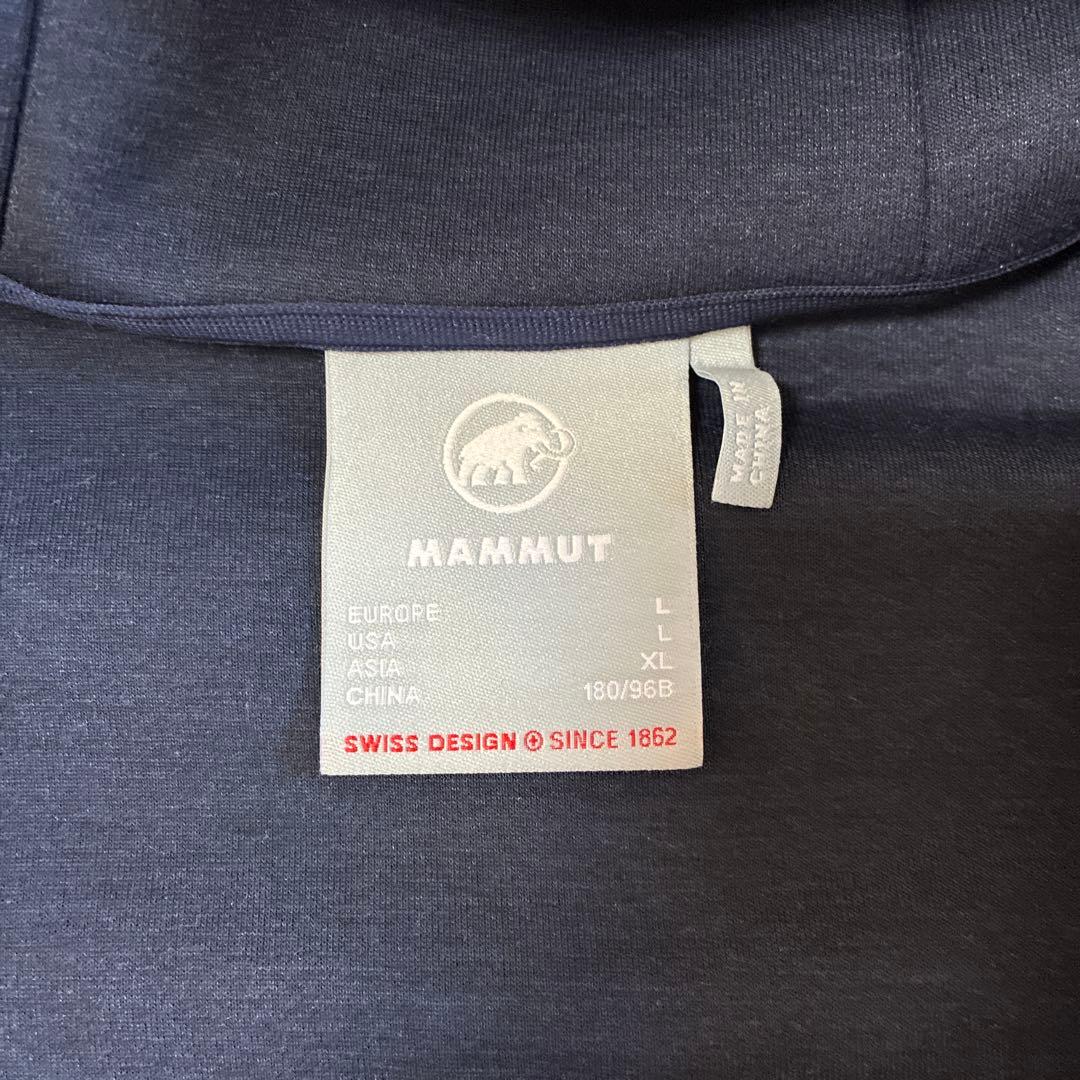 MAMMUT
EUROPE L
USA L
ASIA XL
CHINA 180/96B
SWISS DESIGN SINCE 1862
MADE IN
CHINA